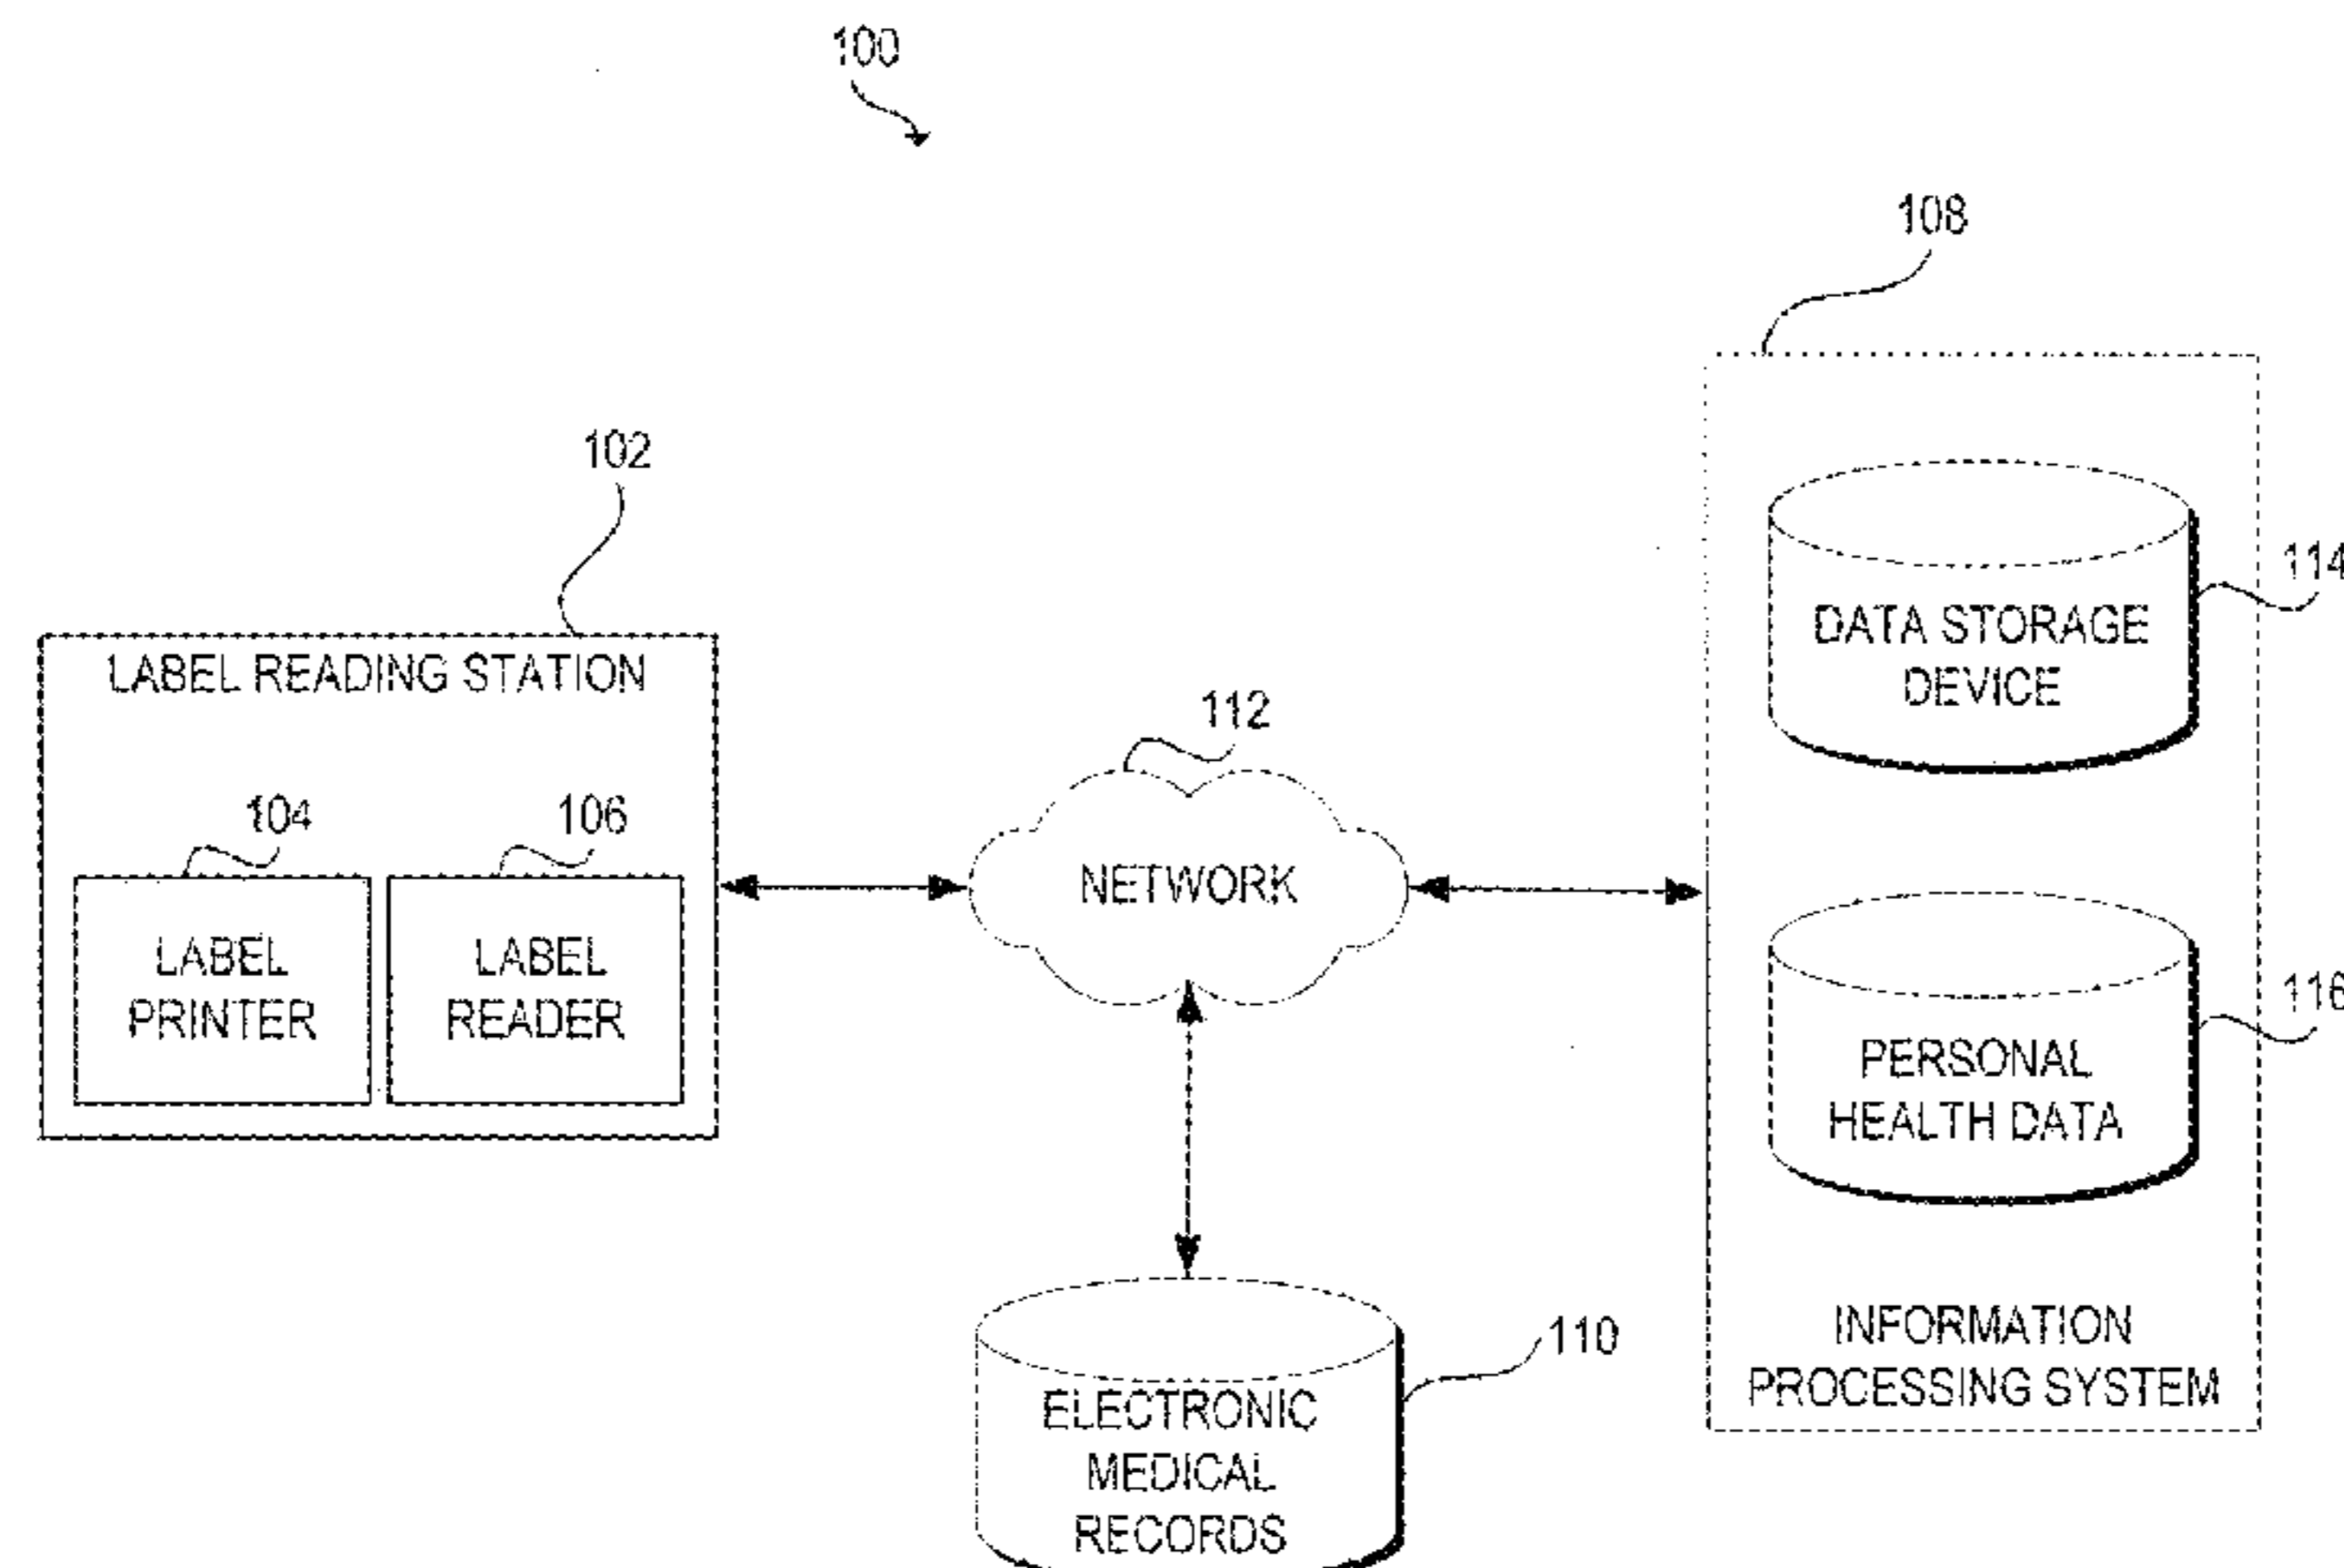 100
108
102
114
LABEL READING STATION
DATA STORAGE
DEVICE
112
104
106
NETWORK
LABEL
PRINTER
LABEL
READER
116
PERSONAL
HEALTH DATA
110
INFORMATION
PROCESSING SYSTEM
ELECTRONIC
MEDICAL
RECORDS